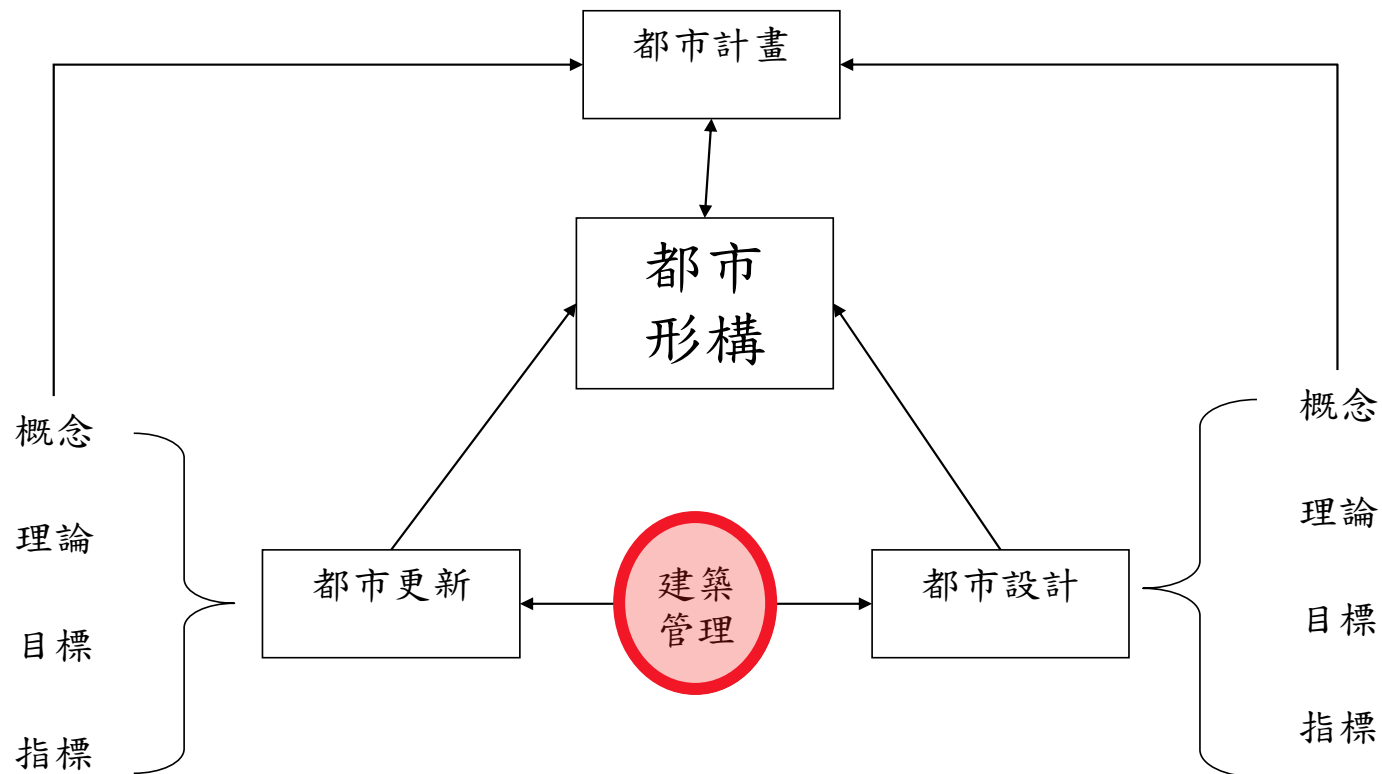 都市計畫
都市
形構
概念
理論
目標
指標
都市更新
建築
管理
都市設計
概念
理論
目標
指標